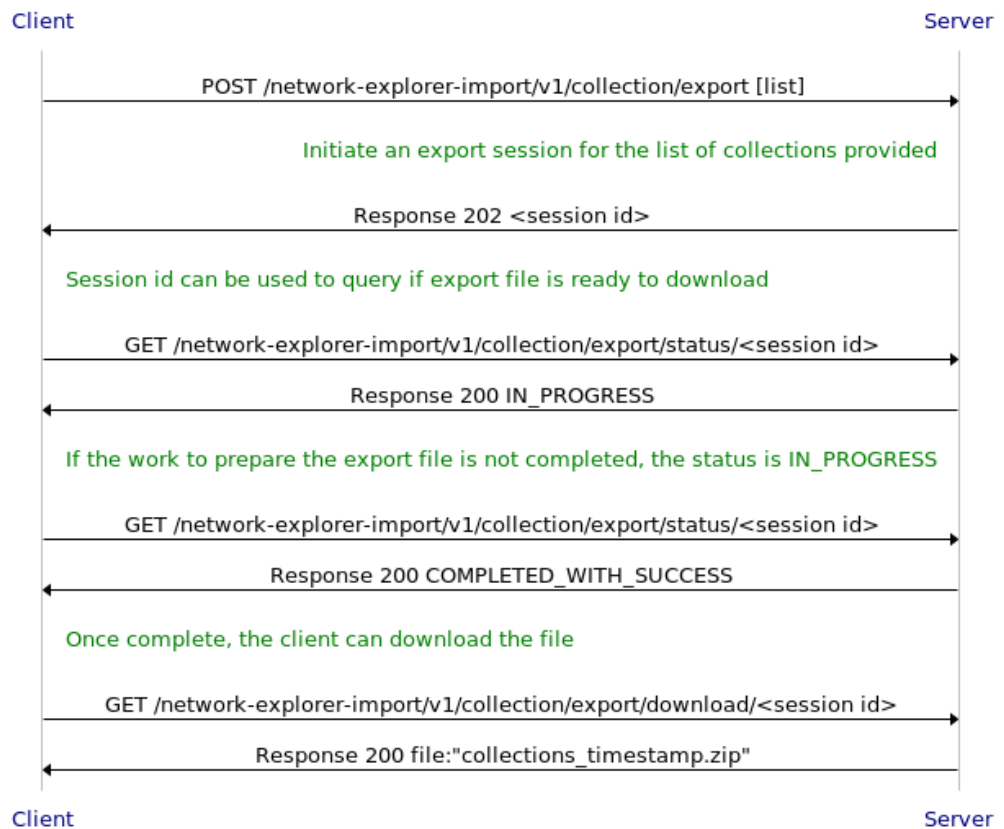 Client Server
POST /network-explorer-import/v1/collection/export [list]
Initiate an export session for the list of collections provided
Response 202 <session id>
Session id can be used to query if export file is ready to download
GET /network-explorer-import/v1/collection/export/status/<session id>
Response 200 IN_PROGRESS
If the work to prepare the export file is not completed, the status is IN_PROGRESS
GET /network-explorer-import/v1/collection/export/status/<session id>
Response 200 COMPLETED_WITH_SUCCESS
Once complete, the client can download the file
GET /network-explorer-import/v1/collection/export/download/<session id>
Response 200 file:"collections_timestamp.zip"
Client Server